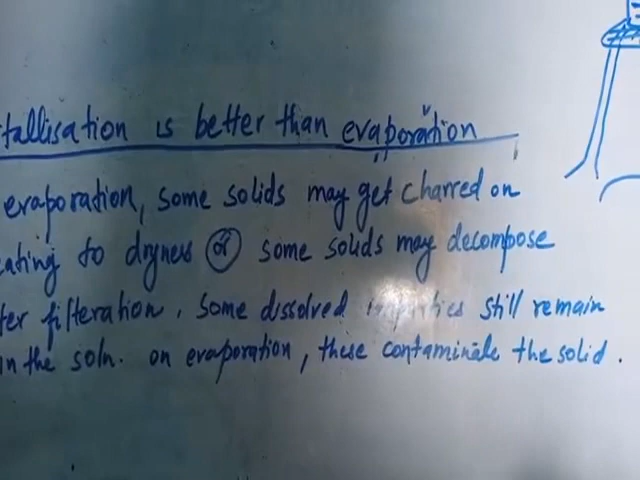 tallisation is better than evaporation
evaporation, some solids may get charred on
ating to dryness or some solids may decompose
ter filteration, some dissolved impurities still remain
in the soln. on evaporation, these contaminate the solid.